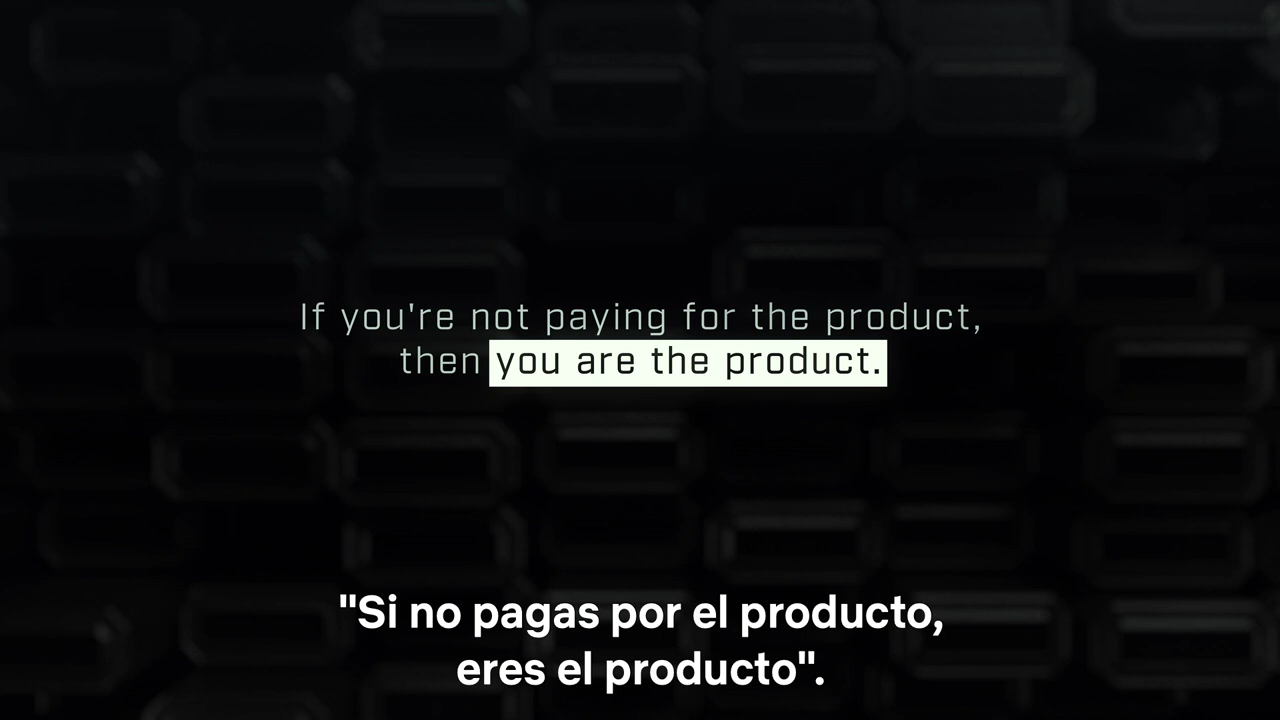 If you're not paying for the product,
then you are the product.
"Si no pagas por el producto,
eres el producto".